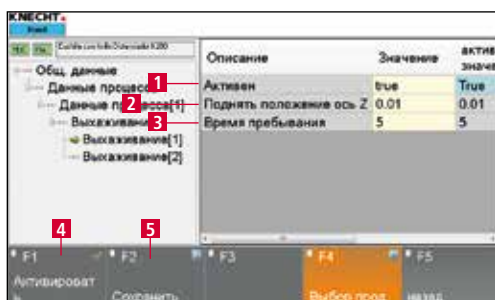 KNECHT.
Описание Значение актив значе
Общ. данные
Данные процесса
1
Активен true True
Данные процесса[1]
2
Поднять положение ось Z 0.01 0.01
Выхаживание
3
Время пребывания 5 5
Выхаживание[1]
Выхаживание[2]
4
5
F1 F2 F3 F4 F5
Активироват
ь Сохранить Выбор прод назад